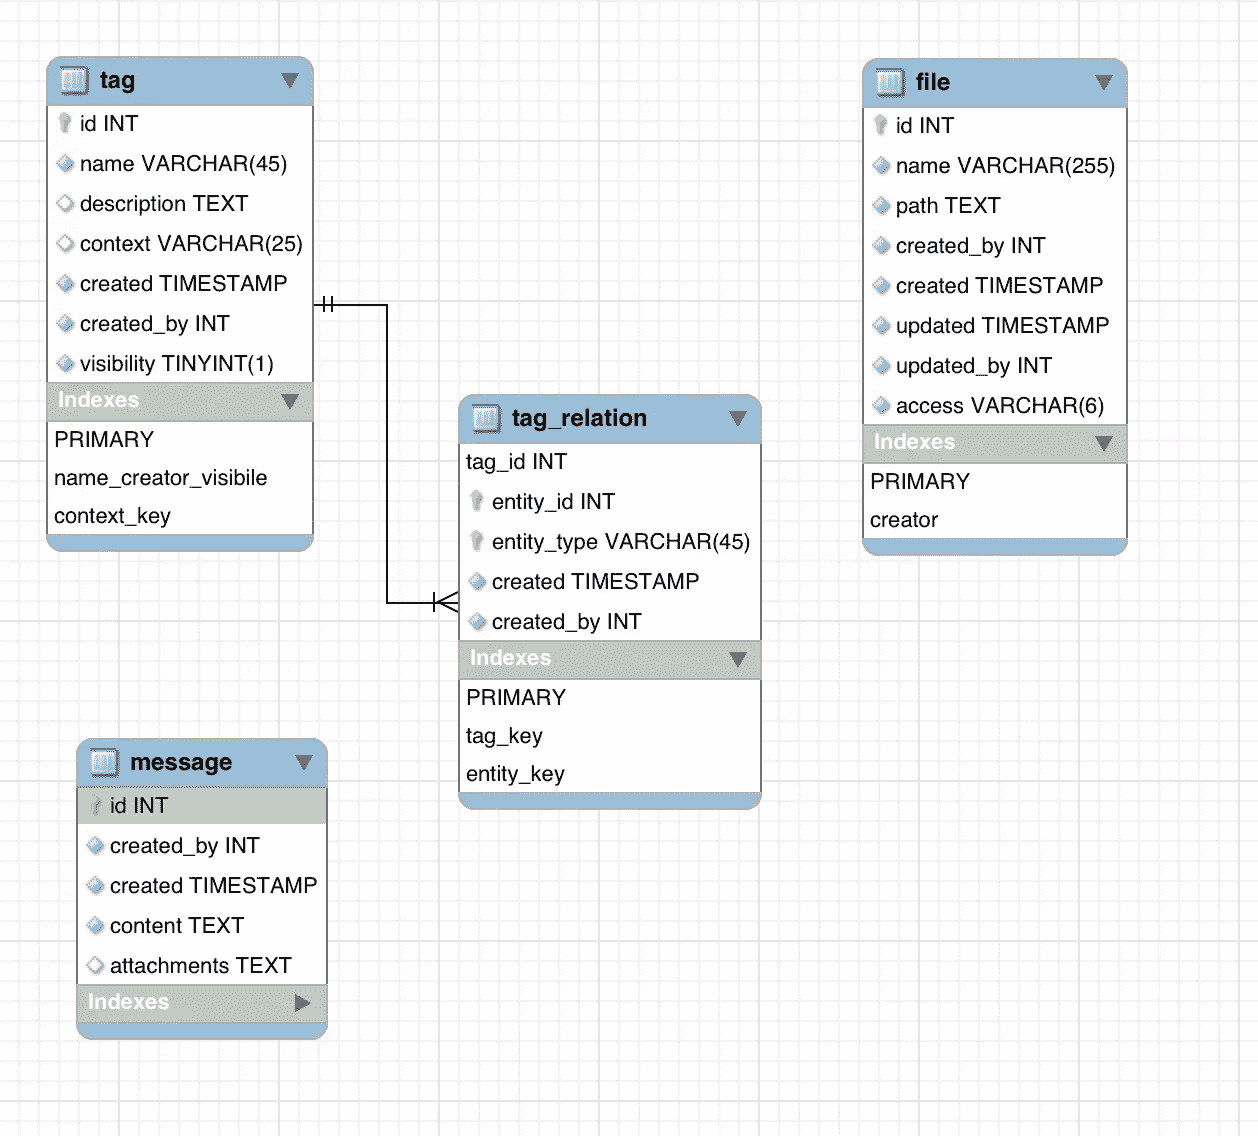 tag
id INT
name VARCHAR(45)
description TEXT
context VARCHAR(25)
created TIMESTAMP
created_by INT
visibility TINYINT(1)
Indexes
PRIMARY
name_creator_visibile
context_key
file
id INT
name VARCHAR(255)
path TEXT
created_by INT
created TIMESTAMP
updated TIMESTAMP
updated_by INT
access VARCHAR(6)
Indexes
PRIMARY
creator
tag_relation
tag_id INT
entity_id INT
entity_type VARCHAR(45)
created TIMESTAMP
created_by INT
Indexes
PRIMARY
tag_key
entity_key
message
id INT
created_by INT
created TIMESTAMP
content TEXT
attachments TEXT
Indexes